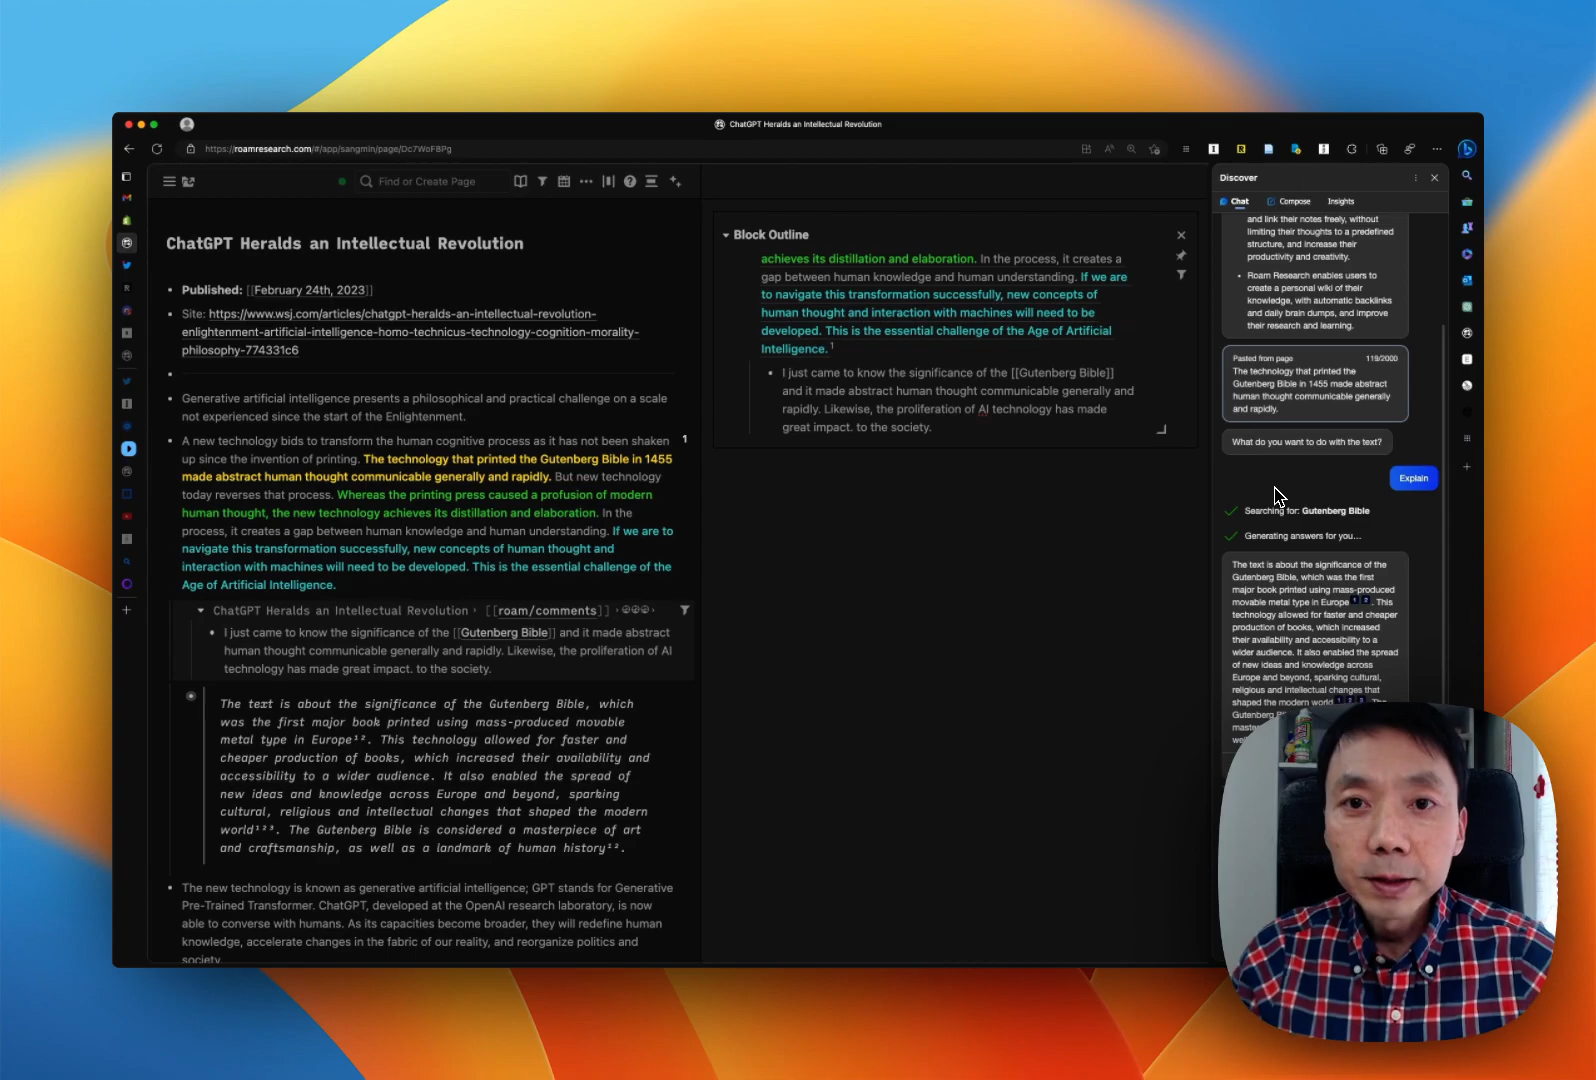 ChatGPT Heralds an Intellectual Revolution
https://roamresearch.com/#/app/sangmin/page/Dc7WoFBPg
Find or Create Page
ChatGPT Heralds an Intellectual Revolution
Published: [[February 24th, 2023]]
Site: https://www.wsj.com/articles/chatgpt-heralds-an-intellectual-revolution-
enlightenment-artificial-intelligence-homo-technicus-technology-cognition-morality-
philosophy-774331c6
Generative artificial intelligence presents a philosophical and practical challenge on a scale
not experienced since the start of the Enlightenment.
A new technology bids to transform the human cognitive process as it has not been shaken 1
up since the invention of printing. The technology that printed the Gutenberg Bible in 1455
made abstract human thought communicable generally and rapidly. But new technology
today reverses that process. Whereas the printing press caused a profusion of modern
human thought, the new technology achieves its distillation and elaboration. In the
process, it creates a gap between human knowledge and human understanding. If we are to
navigate this transformation successfully, new concepts of human thought and
interaction with machines will need to be developed. This is the essential challenge of the
Age of Artificial Intelligence.
ChatGPT Heralds an Intellectual Revolution › [[roam/comments]] ›
I just came to know the significance of the [[Gutenberg Bible]] and it made abstract
human thought communicable generally and rapidly. Likewise, the proliferation of AI
technology has made great impact. to the society.
The text is about the significance of the Gutenberg Bible, which
was the first major book printed using mass-produced movable
metal type in Europe¹². This technology allowed for faster and
cheaper production of books, which increased their availability and
accessibility to a wider audience. It also enabled the spread of
new ideas and knowledge across Europe and beyond, sparking
cultural, religious and intellectual changes that shaped the modern
world¹²³. The Gutenberg Bible is considered a masterpiece of art
and craftsmanship, as well as a landmark of human history¹².
The new technology is known as generative artificial intelligence; GPT stands for Generative
Pre-Trained Transformer. ChatGPT, developed at the OpenAI research laboratory, is now
able to converse with humans. As its capacities become broader, they will redefine human
knowledge, accelerate changes in the fabric of our reality, and reorganize politics and
society.
Block Outline
achieves its distillation and elaboration. In the process, it creates a
gap between human knowledge and human understanding. If we are
to navigate this transformation successfully, new concepts of
human thought and interaction with machines will need to be
developed. This is the essential challenge of the Age of Artificial
Intelligence. 1
I just came to know the significance of the [[Gutenberg Bible]]
and it made abstract human thought communicable generally and
rapidly. Likewise, the proliferation of AI technology has made
great impact. to the society.
Discover
Chat Compose Insights
and link their notes freely, without
limiting their thoughts to a predefined
structure, and increase their
productivity and creativity.
Roam Research enables users to
create a personal wiki of their
knowledge, with automatic backlinks
and daily brain dumps, and improve
their research and learning.
Pasted from page 119/2000
The technology that printed the
Gutenberg Bible in 1455 made abstract
human thought communicable generally
and rapidly.
What do you want to do with the text?
Explain
Searching for: Gutenberg Bible
Generating answers for you...
The text is about the significance of the
Gutenberg Bible, which was the first
major book printed using mass-produced
movable metal type in Europe 1 2 . This
technology allowed for faster and cheaper
production of books, which increased
their availability and accessibility to a
wider audience. It also enabled the spread
of new ideas and knowledge across
Europe and beyond, sparking cultural,
religious and intellectual changes that
shaped the modern world 1 2 3 . The
Gutenberg